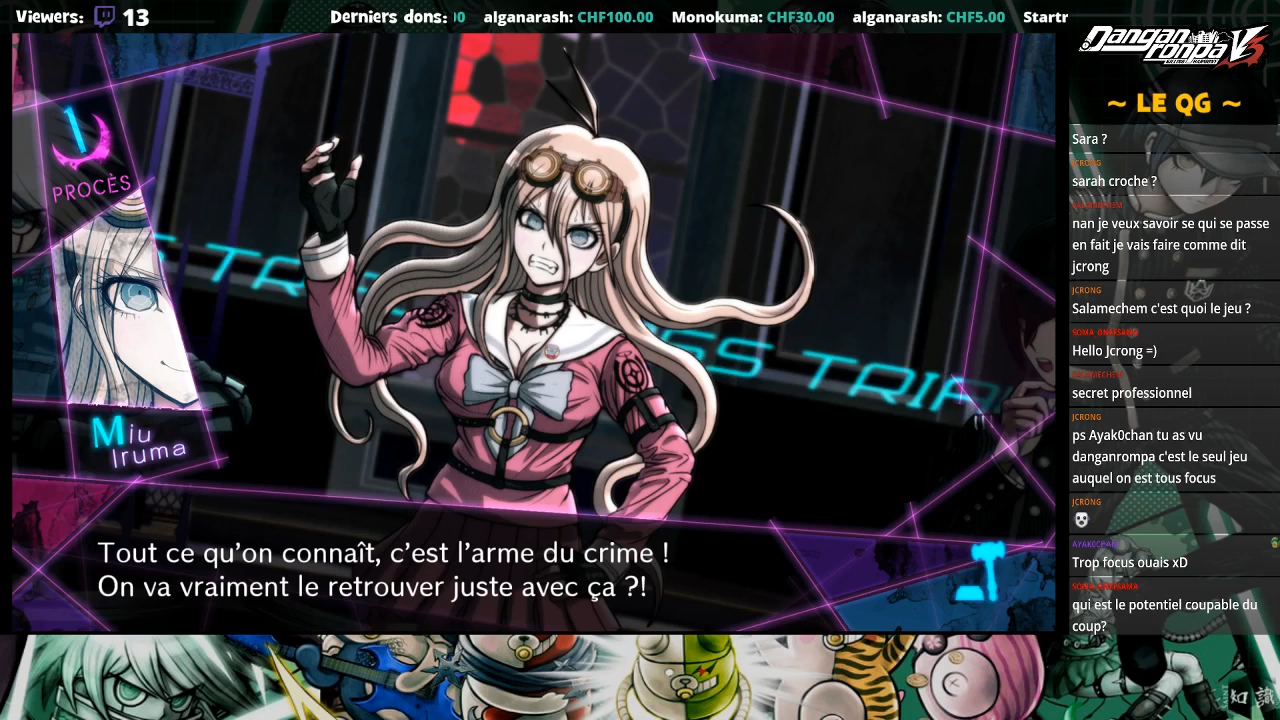 Viewers: 13
Derniers dons: 00 alganarash: CHF100.00 Monokuma: CHF30.00 alganarash: CHF5.00 Startr
Danganronpa V3
~ LE QG ~
1
PROCÈS
Miu
Iruma
Tout ce qu'on connaît, c'est l'arme du crime !
On va vraiment le retrouver juste avec ça ?!
Sara ?
JCRONG
sarah croche ?
nan je veux savoir se qui se passe
en fait je vais faire comme dit
jcrong
JCRONG
Salamechem c'est quoi le jeu ?
Hello Jcrong =)
secret professionnel
JCRONG
ps Ayak0chan tu as vu
danganrompa c'est le seul jeu
auquel on est tous focus
JCRONG
AYAK0CHAN
Trop focus ouais xD
qui est le potentiel coupable du
coup?
知識